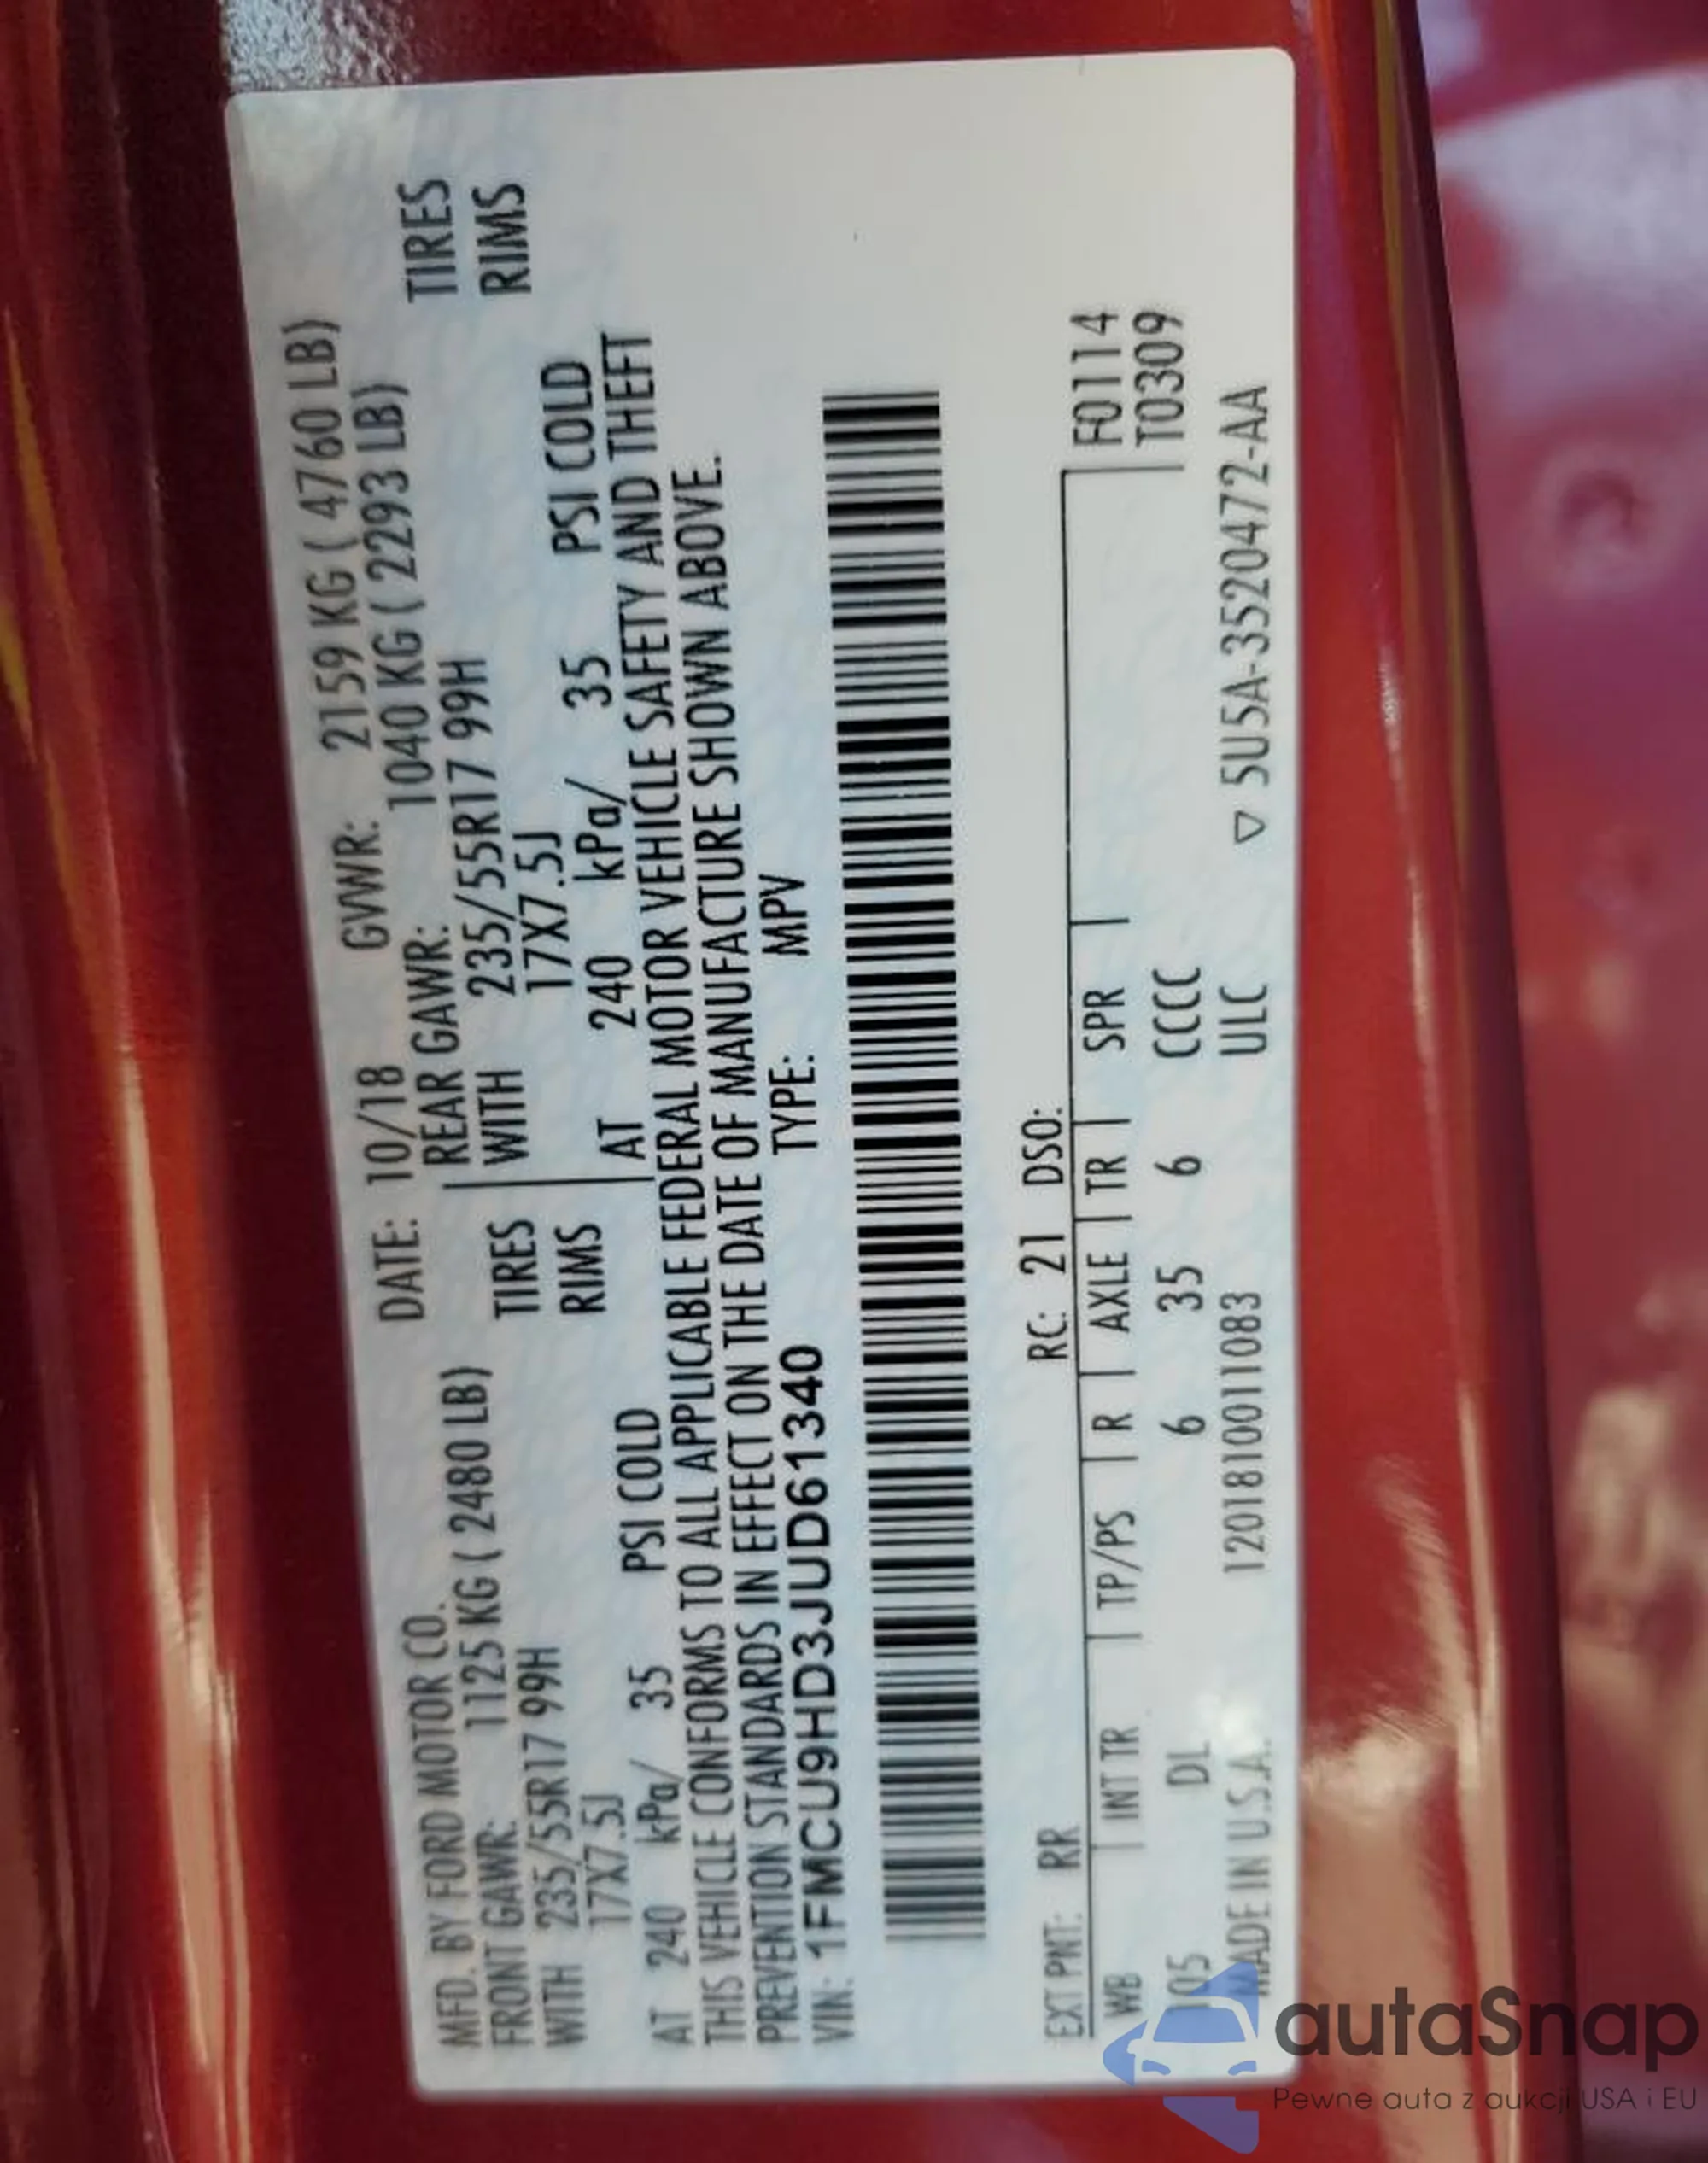 MFD. BY FORD MOTOR CO. DATE: 10/18 GVWR: 2159 KG ( 4760 LB)
FRONT GAWR: 1125 KG ( 2480 LB) REAR GAWR: 1040 KG ( 2293 LB)
WITH 235/55R17 99H TIRES WITH 235/55R17 99H TIRES
17X7.5J RIMS 17X7.5J RIMS
AT 240 kPa/ 35 PSI COLD AT 240 kPa/ 35 PSI COLD
THIS VEHICLE CONFORMS TO ALL APPLICABLE FEDERAL MOTOR VEHICLE SAFETY AND THEFT
PREVENTION STANDARDS IN EFFECT ON THE DATE OF MANUFACTURE SHOWN ABOVE.
VIN: 1FMCU9HD3JUD61340 TYPE: MPV
EXT PNT: RR RC: 21 DSO: F0114
WB INT TR TP/PS R AXLE TR SPR T0309
105 DL 6 35 6 CCCC
MADE IN U.S.A. 1201810011083 ULC ▽ 5U5A-3520472-AA
autaSnap
Pewne auta z aukcji USA i EU